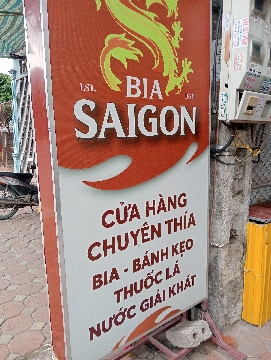 BIA
SAIGON
CỬA HÀNG
CHUYÊN THÍA
BIA - BÁNH KẸO
THUỐC LÁ
NƯỚC GIẢI KHÁT